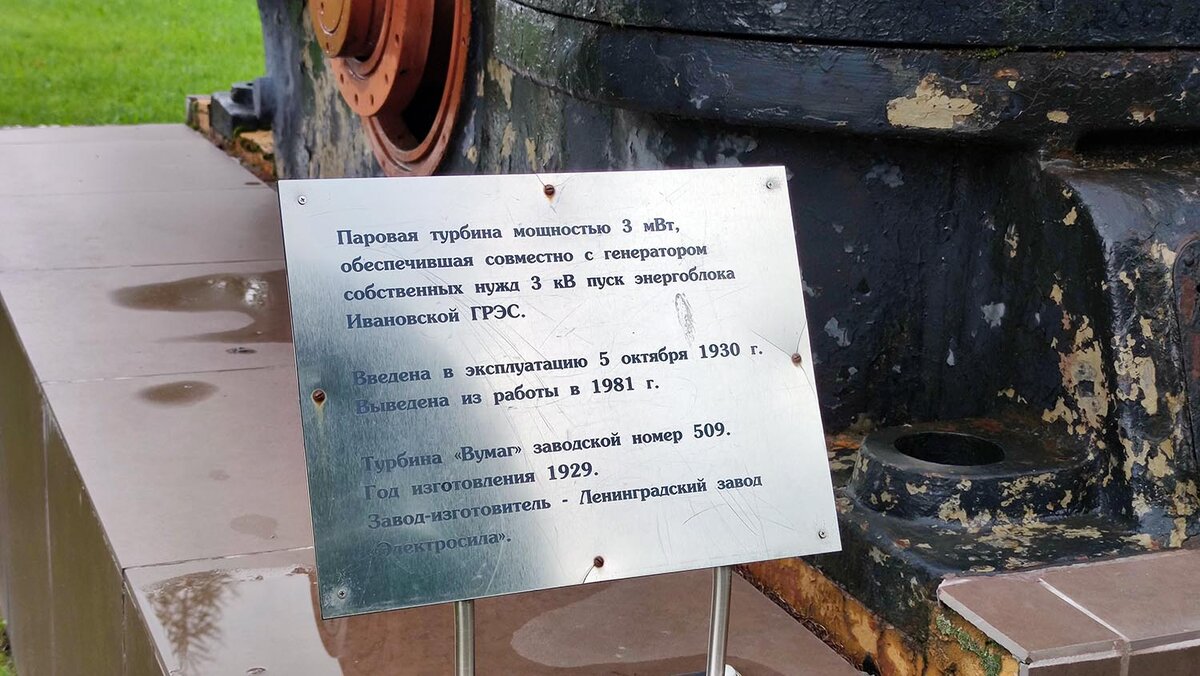 Паровая турбина мощностью 3 мВт,
обеспечившая совместно с генератором
собственных нужд 3 кВ пуск энергоблока
Ивановской ГРЭС.
Введена в эксплуатацию 5 октября 1930 г.
Выведена из работы в 1981 г.
Турбина «Вумаг» заводской номер 509.
Год изготовления 1929.
Завод-изготовитель - Ленинградский завод
«Электросила».